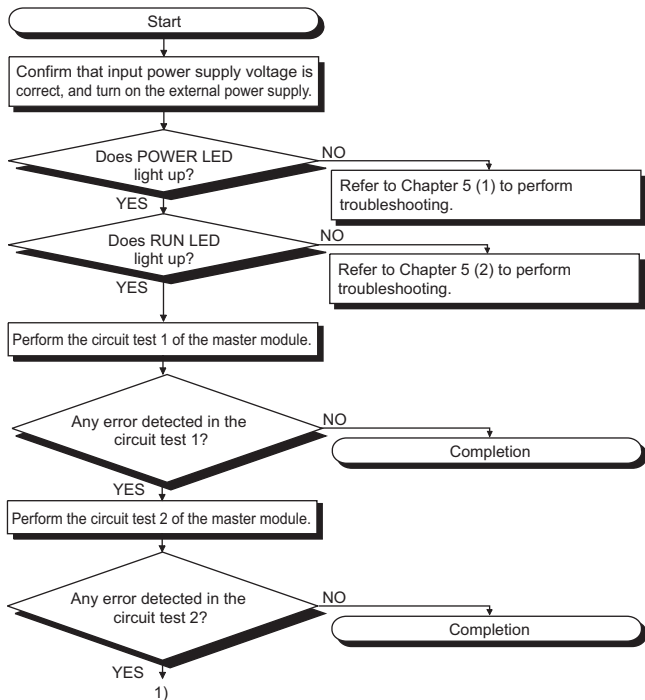 Start
Confirm that input power supply voltage is
correct, and turn on the external power supply.
Does POWER LED
light up?
NO
Refer to Chapter 5 (1) to perform
troubleshooting.
YES
Does RUN LED
light up?
NO
Refer to Chapter 5 (2) to perform
troubleshooting.
YES
Perform the circuit test 1 of the master module.
Any error detected in the
circuit test 1?
NO
Completion
YES
Perform the circuit test 2 of the master module.
Any error detected in the
circuit test 2?
NO
Completion
YES
1)